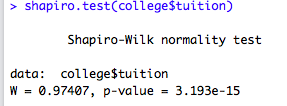 > shapiro.test(college$tuition)
Shapiro-Wilk normality test
data:  college$tuition
W = 0.97407, p-value = 3.193e-15